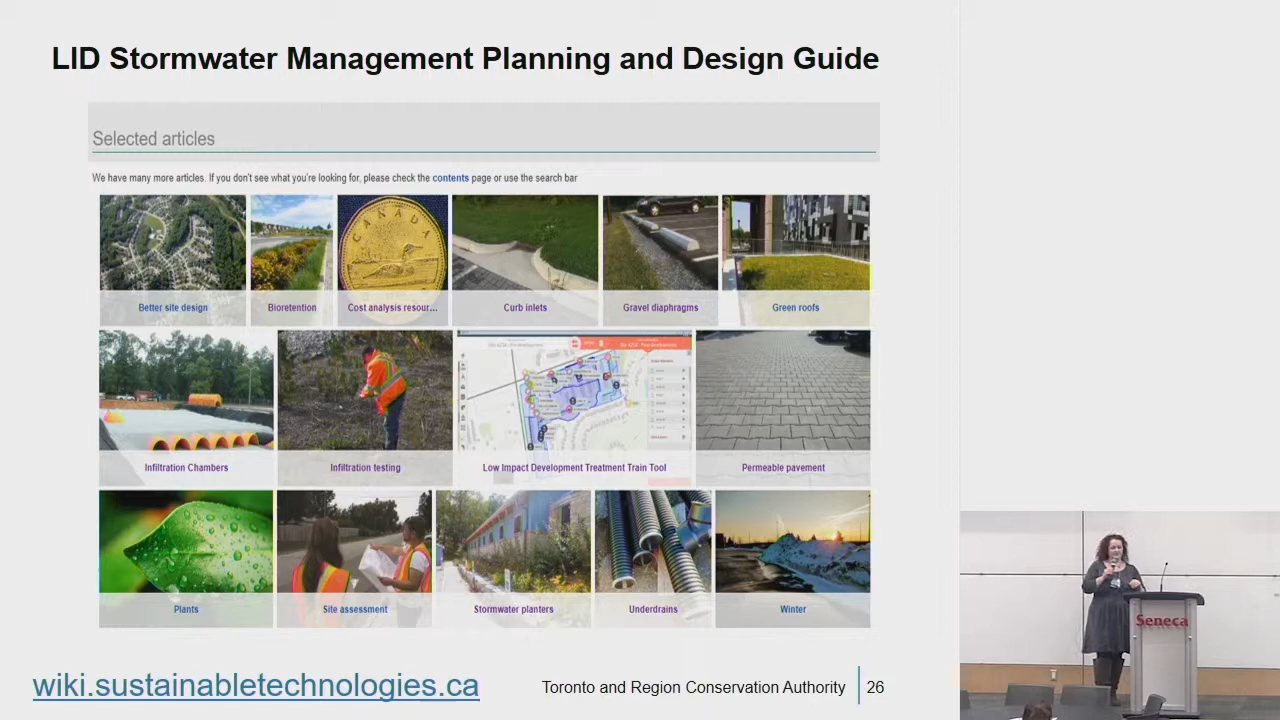 LID Stormwater Management Planning and Design Guide
Selected articles
We have many more articles. If you don't see what you're looking for, please check the contents page or use the search bar
CANADA
Better site design
Bioretention
Cost analysis resour...
Curb inlets
Gravel diaphragms
Green roofs
Infiltration Chambers
Infiltration testing
Low Impact Development Treatment Train Tool
Permeable pavement
Plants
Site assessment
Stormwater planters
Underdrains
Winter
Seneca
wiki.sustainabletechnologies.ca
Toronto and Region Conservation Authority
26